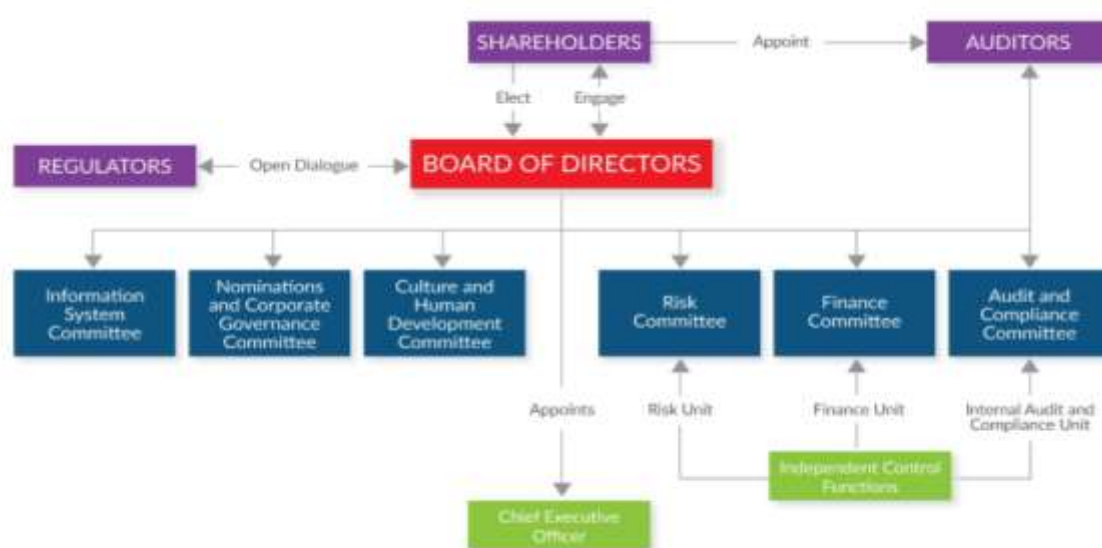 SHAREHOLDERS
Appoint
AUDITORS
Elect
Engage
REGULATORS
Open Dialogue
BOARD OF DIRECTORS
Information
System
Committee
Nominations
and Corporate
Governance
Committee
Culture and
Human
Development
Committee
Risk
Committee
Finance
Committee
Audit and
Compliance
Committee
Appoints
Risk Unit
Finance Unit
Internal Audit and
Compliance Unit
Independent Control
Functions
Chief Executive
Officer